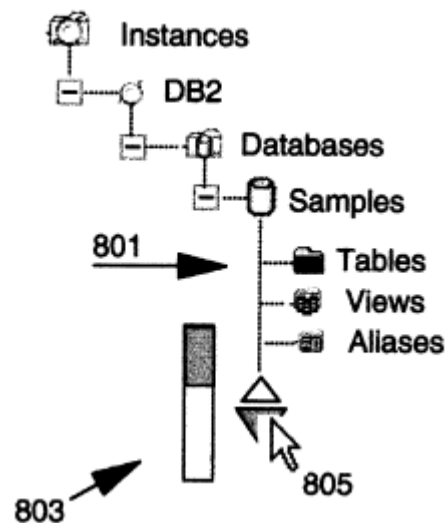 Instances
DB2
Databases
Samples
801
Tables
Views
Aliases
805
803